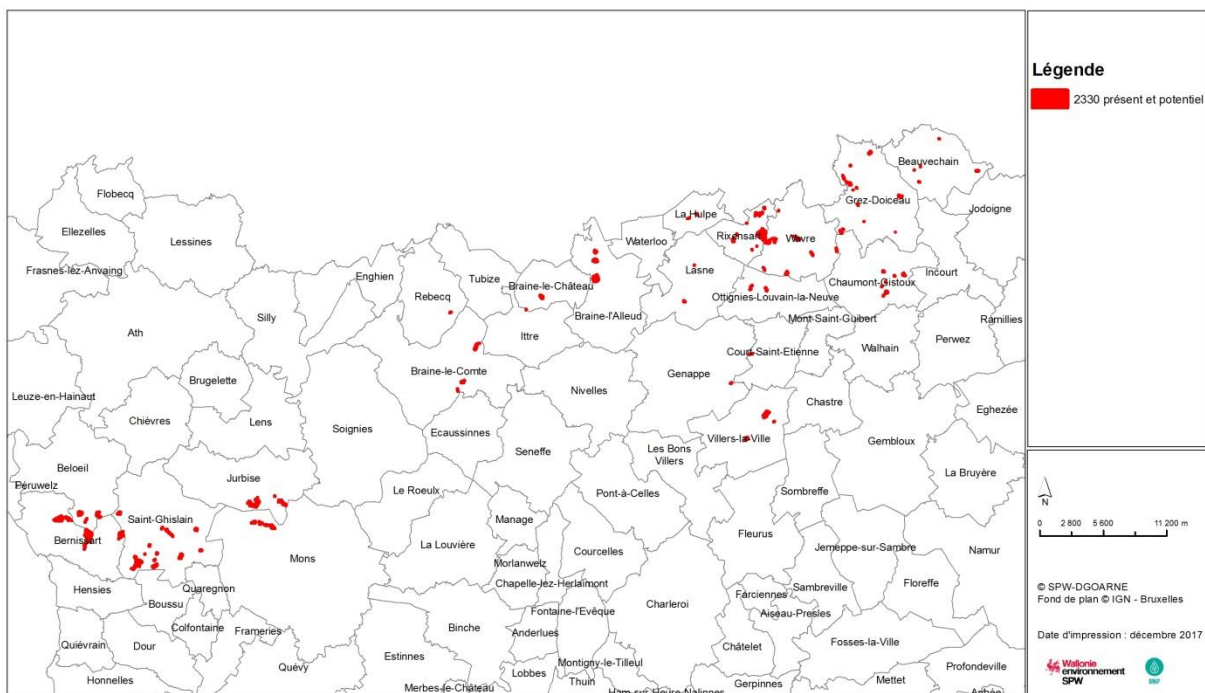 Légende
2330 présent et potentiel
Beauvechain
Flobecq
Grez-Doiceau
Jodoigne
La Hulpe
Ellezelles
Lessines
Waterloo
Rixensart
Wavre
Frasnes-lez-Anvaing
Enghien
Tubize
Lasne
Incourt
Braine-le-Château
Chaumont-Gistoux
Silly
Rebecq
Ottignies-Louvain-la-Neuve
Braine-l'Alleud
Mont-Saint-Guibert
Ramillies
Ath
Ittre
Perwez
Walhain
Court-Saint-Etienne
Braine-le-Comte
Genappe
Brugelette
Nivelles
Leuze-en-Hainaut
Chastre
Eghezée
Chièvres
Lens
Soignies
Ecaussinnes
Villers-la-Ville
Gembloux
Les Bons
Villers
Seneffe
Beloeil
La Bruyère
Jurbise
Péruwelz
Le Roeulx
Pont-à-Celles
Sombreffe
Saint-Ghislain
Manage
Bernissart
Fleurus
La Louvière
Courcelles
Jemeppe-sur-Sambre
Namur
Mons
Morlanwelz
Chapelle-lez-Herlaimont
Floreffe
Hensies
Quaregnon
Sambreville
Farciennes
Boussu
Charleroi
Fontaine-l'Evêque
Aiseau-Presles
Colfontaine
Binche
Frameries
Anderlues
Quiévrain
Dour
Châtelet
Fosses-la-Ville
Estinnes
Montigny-le-Tilleul
Quévy
Profondeville
Lobbes
Honnelles
Thuin
Mettet
Gerpinnes
Merbes-le-Château
Ham-sur-Heure-Nalinnes
Anhée
N
0 2 800 5 600 11 200 m
© SPW-DGOARNE
Fond de plan © IGN - Bruxelles
Date d'impression : décembre 2017
Wallonie
environnement
SPW